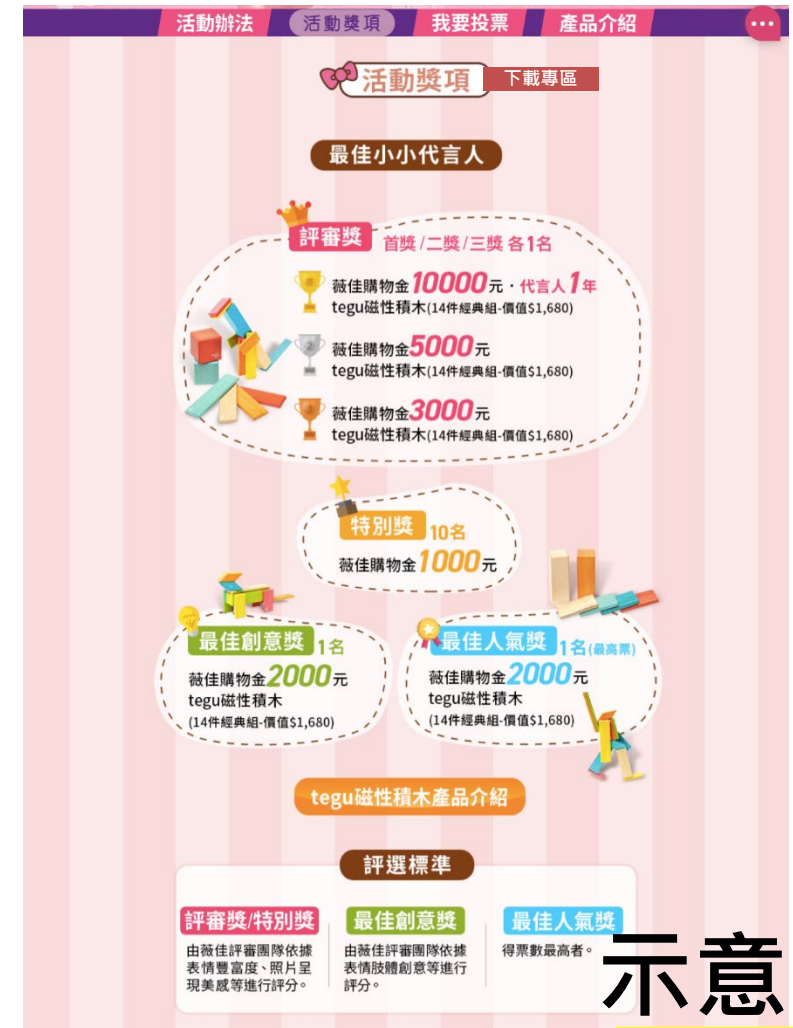 活動辦法
活動獎項
我要投票
產品介紹
活動獎項
下載專區
最佳小小代言人
評審獎 首獎/二獎/三獎 各1名
薇佳購物金10000元・代言人1年
tegu磁性積木(14件經典組-價值$1,680)
薇佳購物金5000元
tegu磁性積木(14件經典組-價值$1,680)
薇佳購物金3000元
tegu磁性積木(14件經典組-價值$1,680)
特別獎 10名
薇佳購物金1000元
最佳創意獎 1名
薇佳購物金2000元
tegu磁性積木
(14件經典組-價值$1,680)
最佳人氣獎 1名(最高票)
薇佳購物金2000元
tegu磁性積木
(14件經典組-價值$1,680)
tegu磁性積木產品介紹
評選標準
評審獎/特別獎
由薇佳評審團隊依據
表情豐富度、照片呈
現美感等進行評分。
最佳創意獎
由薇佳評審團隊依據
表情肢體創意等進行
評分。
最佳人氣獎
得票數最高者。
示意